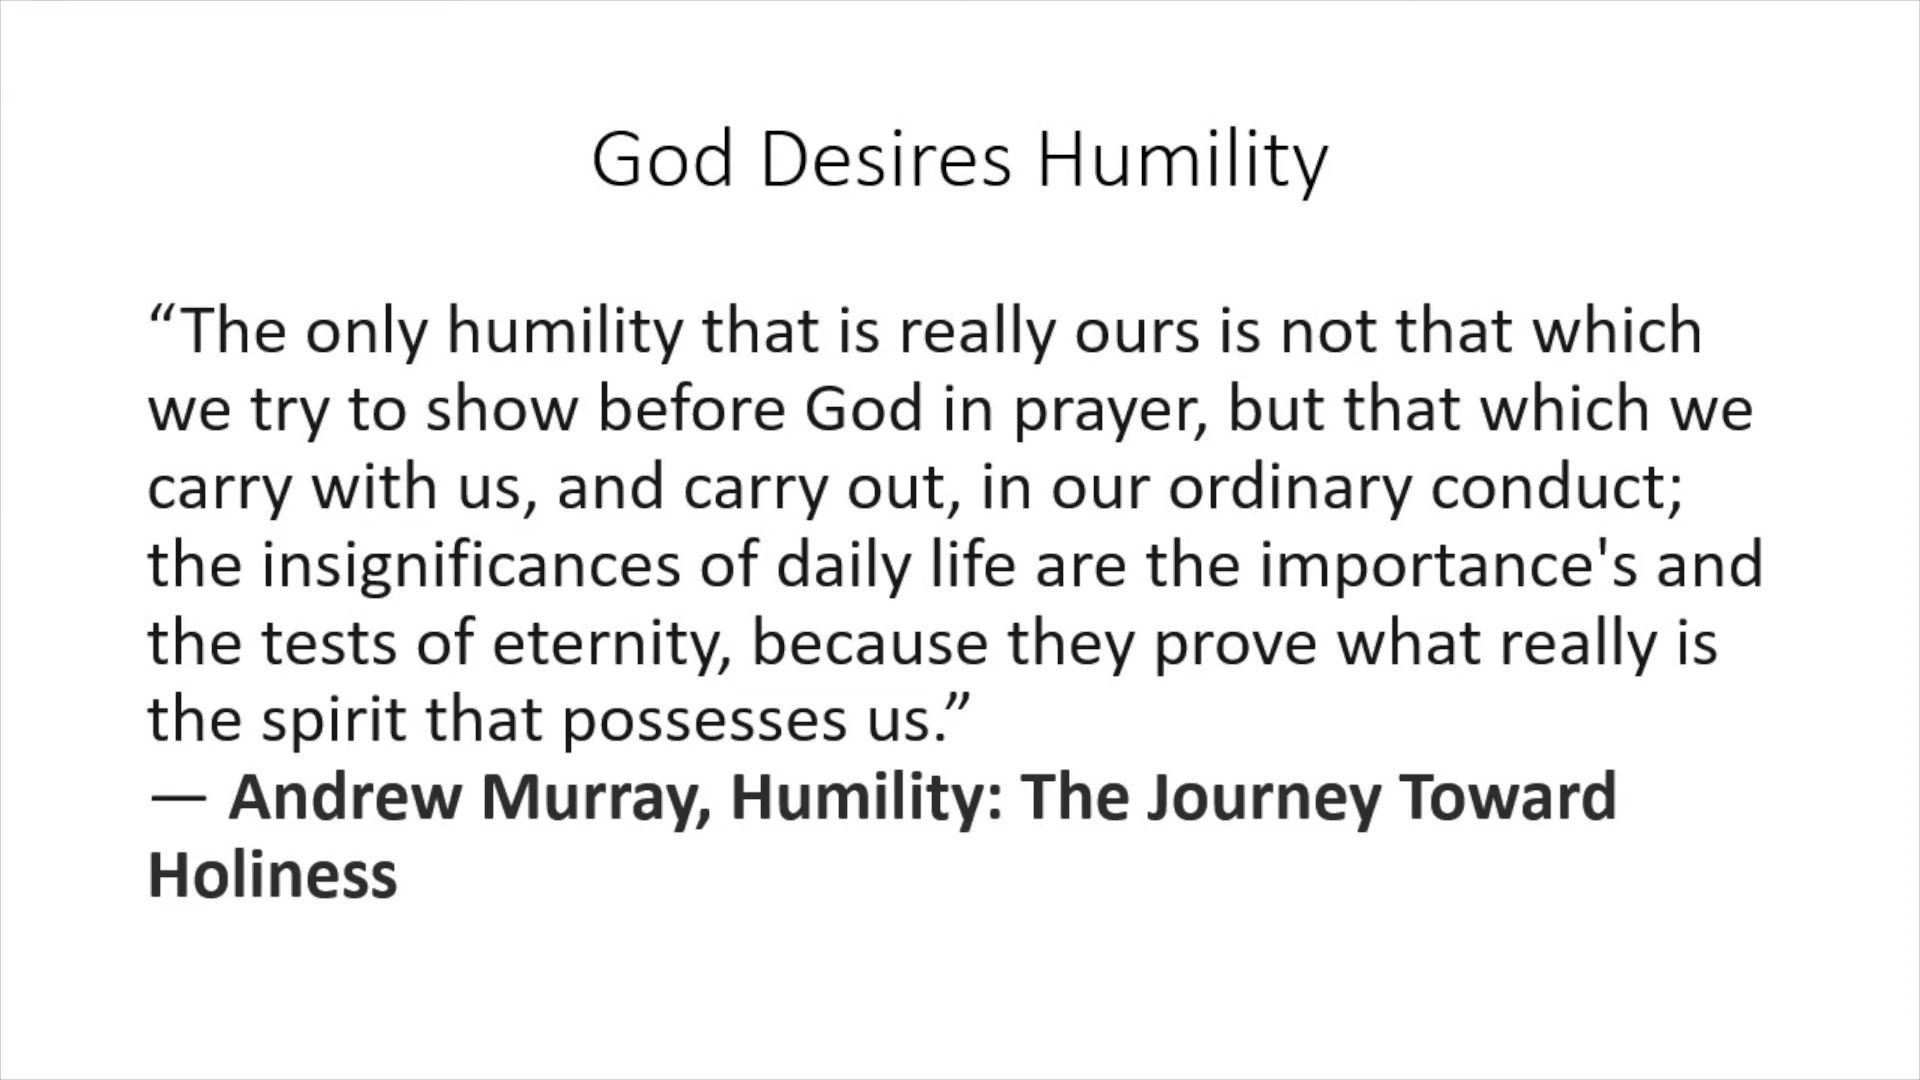 God Desires Humility
“The only humility that is really ours is not that which
we try to show before God in prayer, but that which we
carry with us, and carry out, in our ordinary conduct;
the insignificances of daily life are the importance's and
the tests of eternity, because they prove what really is
the spirit that possesses us.”
— Andrew Murray, Humility: The Journey Toward
Holiness